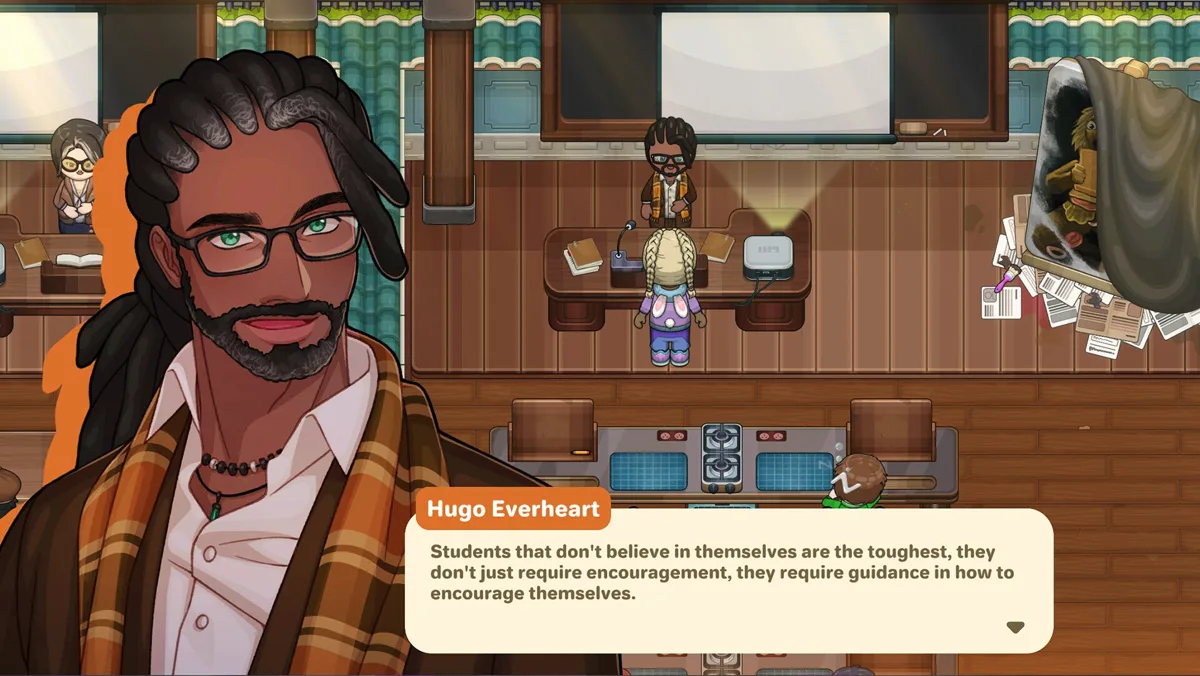 Hugo Everheart
Students that don't believe in themselves are the toughest, they
don't just require encouragement, they require guidance in how to
encourage themselves.